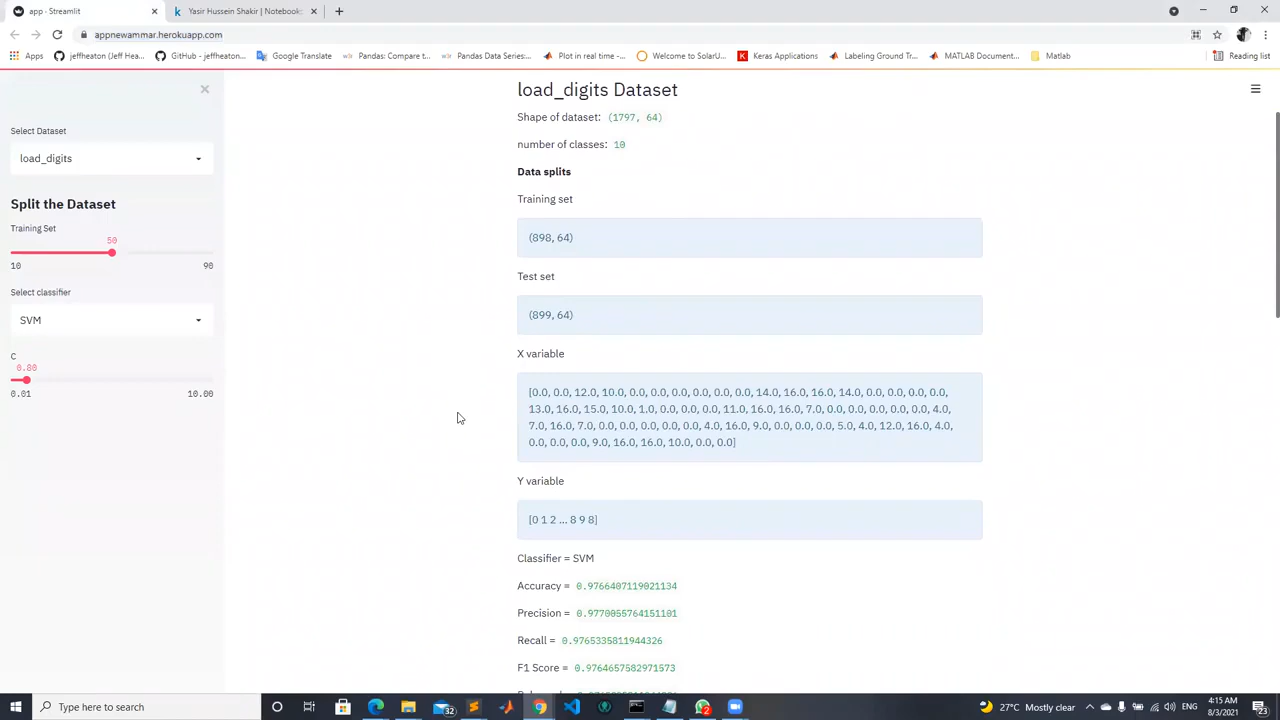 app · Streamlit
Yasir Hussein Shakir | Notebook
appnewammar.herokuapp.com
Apps
jeffheaton (Jeff Hea...
GitHub - jeffheaton...
Google Translate
Pandas: Compare t...
Pandas Data Series:...
Plot in real time -...
Welcome to SolarU...
Keras Applications
Labeling Ground Tr...
MATLAB Document...
Matlab
Reading list
Select Dataset
load_digits
Split the Dataset
Training Set
50
10 90
Select classifier
SVM
C
0.80
0.01 10.00
load_digits Dataset
Shape of dataset: (1797, 64)
number of classes: 10
Data splits
Training set
(898, 64)
Test set
(899, 64)
X variable
[0.0, 0.0, 12.0, 10.0, 0.0, 0.0, 0.0, 0.0, 0.0, 0.0, 14.0, 16.0, 16.0, 14.0, 0.0, 0.0, 0.0, 0.0,
13.0, 16.0, 15.0, 10.0, 1.0, 0.0, 0.0, 0.0, 11.0, 16.0, 16.0, 7.0, 0.0, 0.0, 0.0, 0.0, 0.0, 4.0,
7.0, 16.0, 7.0, 0.0, 0.0, 0.0, 0.0, 0.0, 4.0, 16.0, 9.0, 0.0, 0.0, 0.0, 5.0, 4.0, 12.0, 16.0, 4.0,
0.0, 0.0, 0.0, 9.0, 16.0, 16.0, 10.0, 0.0, 0.0]
Y variable
[0 1 2 ... 8 9 8]
Classifier = SVM
Accuracy = 0.9766407119021134
Precision = 0.9770055764151101
Recall = 0.9765335811944326
F1 Score = 0.9764657582971573
Type here to search
32
2
27°C Mostly clear
ENG
4:15 AM
8/3/2021
23